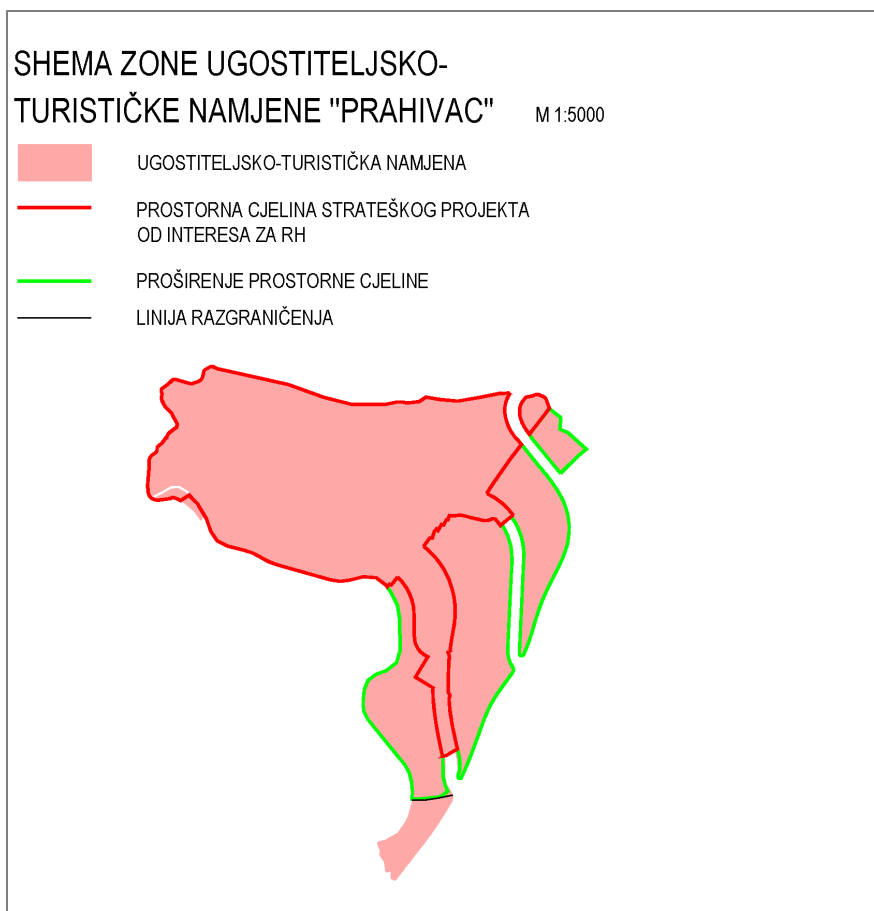 SHEMA ZONE UGOSTITELJSKO-
TURISTIČKE NAMJENE "PRAHIVAC" M 1:5000
UGOSTITELJSKO-TURISTIČKA NAMJENA
PROSTORNA CJELINA STRATEŠKOG PROJEKTA
OD INTERESA ZA RH
PROŠIRENJE PROSTORNE CJELINE
LINIJA RAZGRANIČENJA